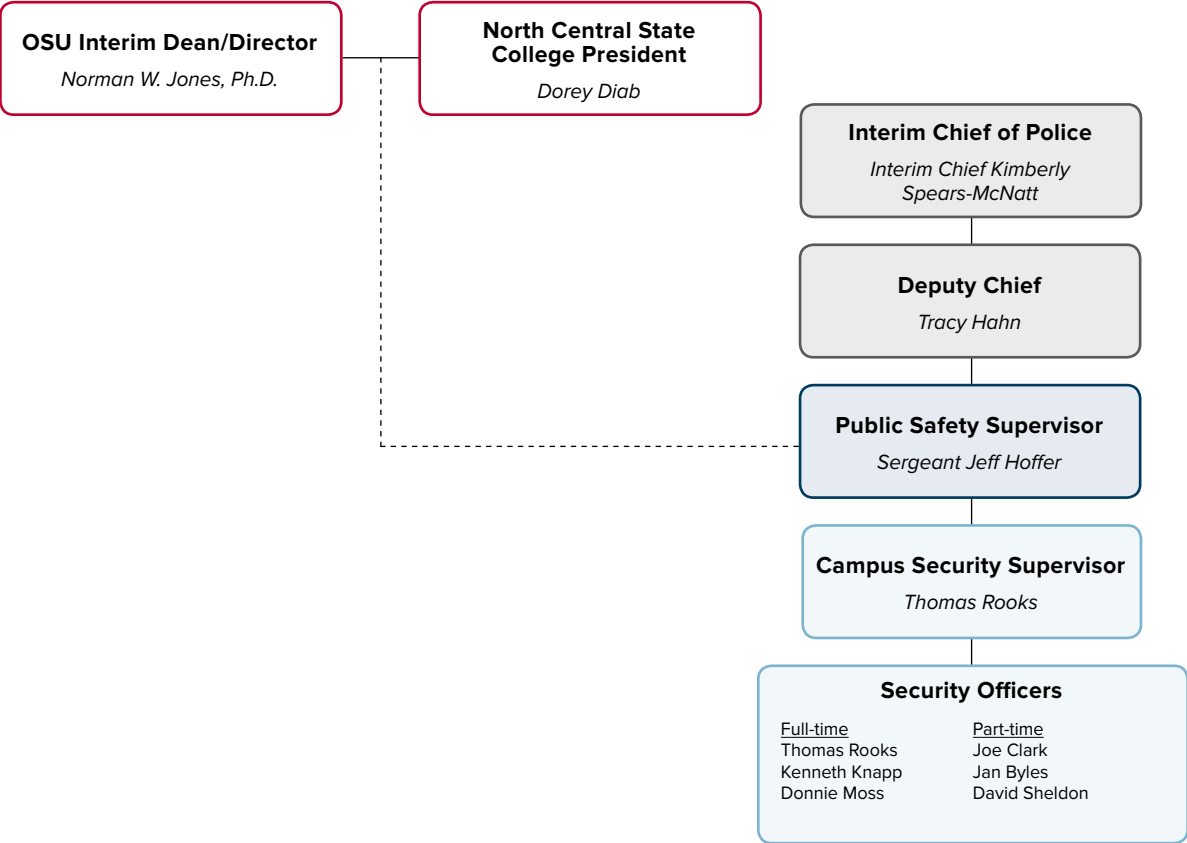 OSU Interim Dean/Director
Norman W. Jones, Ph.D.
North Central State
College President
Dorey Diab
Interim Chief of Police
Interim Chief Kimberly
Spears-McNatt
Deputy Chief
Tracy Hahn
Public Safety Supervisor
Sergeant Jeff Hoffer
Campus Security Supervisor
Thomas Rooks
Security Officers
Full-time
Thomas Rooks
Kenneth Knapp
Donnie Moss
Part-time
Joe Clark
Jan Byles
David Sheldon